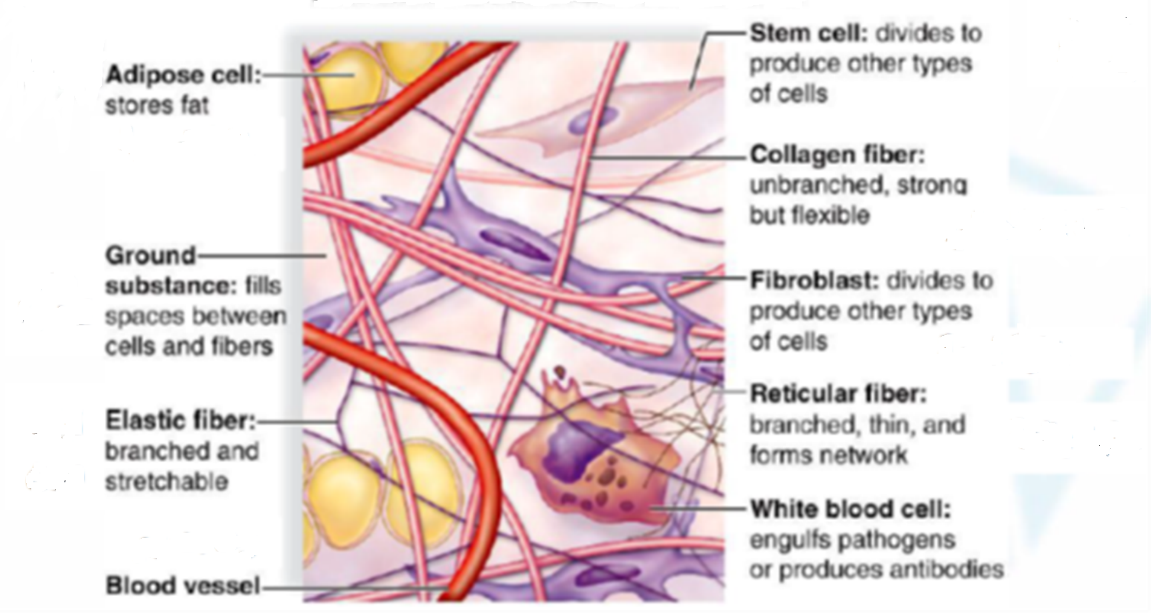 Adipose cell:
stores fat
Ground
substance: fills
spaces between
cells and fibers
Elastic fiber:
branched and
stretchable
Blood vessel
Stem cell: divides to
produce other types
of cells
Collagen fiber:
unbranched, strong
but flexible
Fibroblast: divides to
produce other types
of cells
Reticular fiber:
branched, thin, and
forms network
White blood cell:
engulfs pathogens
or produces antibodies